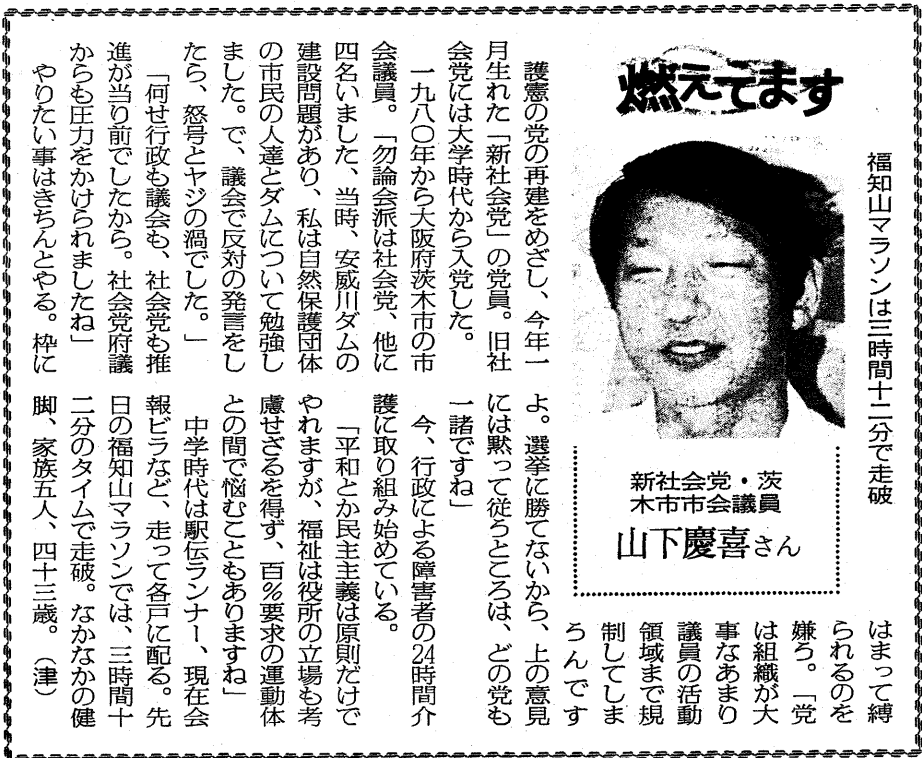 燃えてます
福知山マラソンは三時間十二分で走破
新社会党・茨
木市市会議員
山下慶喜さん
護憲の党の再建をめざし、今年一
月生れた「新社会党」の党員。旧社
会党には大学時代から入党した。
一九八〇年から大阪府茨木市の市
会議員。「勿論会派は社会党、他に
四名いました、当時、安威川ダムの
建設問題があり、私は自然保護団体
の市民の人達とダムについて勉強し
ました。で、議会で反対の発言をし
たら、怒号とヤジの渦でした。」
「何せ行政も議会も、社会党も推
進が当り前でしたから。社会党府議
からも圧力をかけられましたね」
やりたい事はきちんとやる。枠に
はまって縛
られるのを
嫌ろ。「党
は組織が大
事なあまり
議員の活動
領域まで規
制してしま
うんです
よ。選挙に勝てないから、上の意見
には黙って従うところは、どの党も
一諸ですね」
今、行政による障害者の24時間介
護に取り組み始めている。
「平和とか民主主義は原則だけで
やれますが、福祉は役所の立場も考
慮せざるを得ず、百％要求の運動体
との間で悩むこともありますね」
中学時代は駅伝ランナー、現在会
報ビラなど、走って各戸に配る。先
日の福知山マラソンでは、三時間十
二分のタイムで走破。なかなかの健
脚、家族五人、四十三歳。（津）